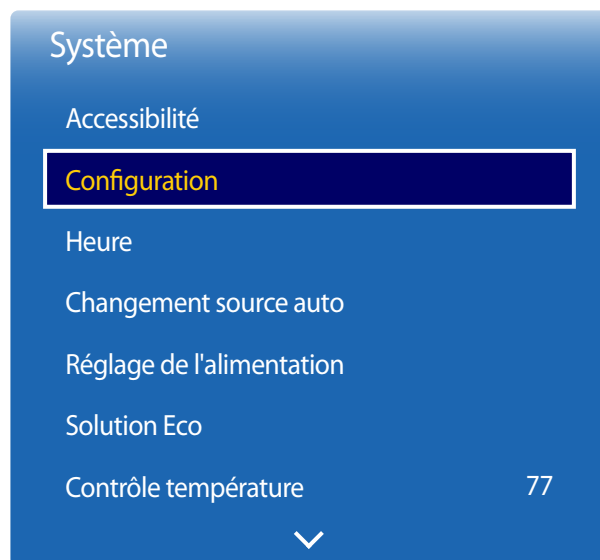 Système
Accessibilité
Configuration
Heure
Changement source auto
Réglage de l'alimentation
Solution Eco
Contrôle température 77